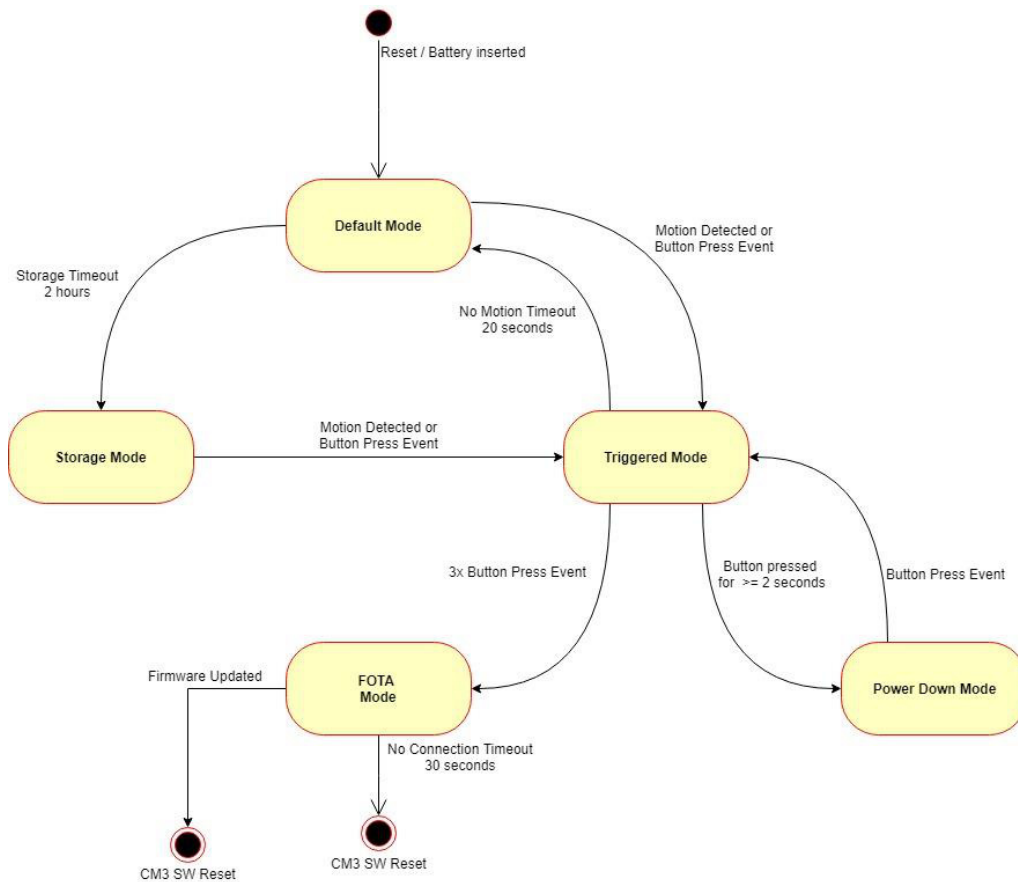 Reset / Battery inserted
Default Mode
Motion Detected or
Button Press Event
Storage Timeout
2 hours
No Motion Timeout
20 seconds
Motion Detected or
Button Press Event
Storage Mode
Triggered Mode
3x Button Press Event
Button pressed
for >= 2 seconds
Button Press Event
Firmware Updated
FOTA
Mode
Power Down Mode
No Connection Timeout
30 seconds
CM3 SW Reset
CM3 SW Reset